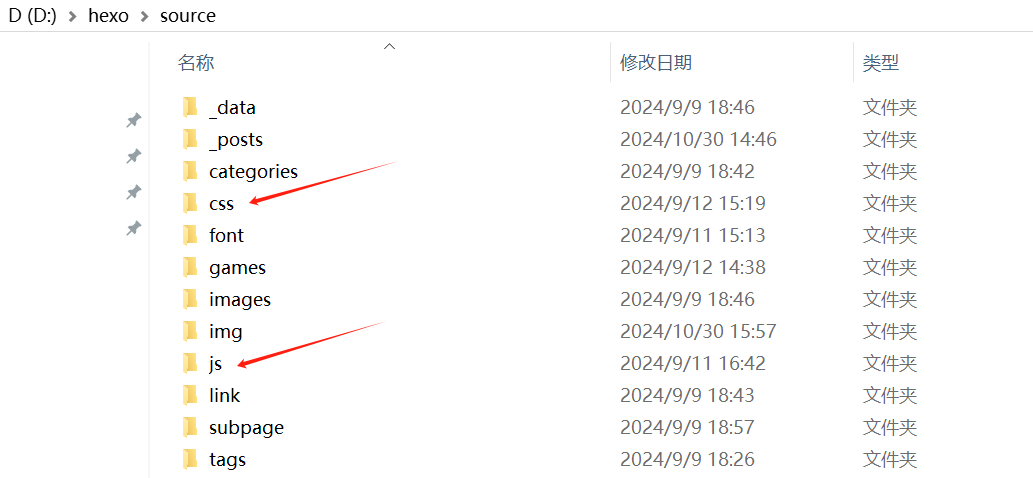 D (D:) > hexo > source
名称 修改日期 类型
_data 2024/9/9 18:46 文件夹
_posts 2024/10/30 14:46 文件夹
categories 2024/9/9 18:42 文件夹
css 2024/9/12 15:19 文件夹
font 2024/9/11 15:13 文件夹
games 2024/9/12 14:38 文件夹
images 2024/9/9 18:46 文件夹
img 2024/10/30 15:57 文件夹
js 2024/9/11 16:42 文件夹
link 2024/9/9 18:43 文件夹
subpage 2024/9/9 18:57 文件夹
tags 2024/9/9 18:26 文件夹